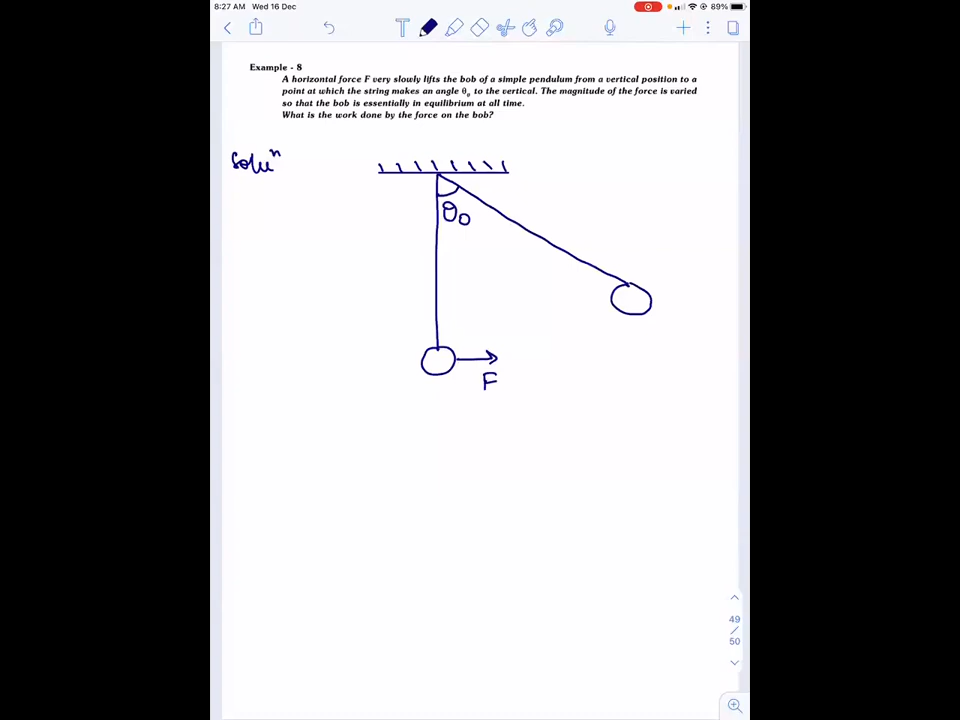 8:27 AM Wed 16 Dec
89%
T
Example - 8
A horizontal force F very slowly lifts the bob of a simple pendulum from a vertical position to a
point at which the string makes an angle θ₀ to the vertical. The magnitude of the force is varied
so that the bob is essentially in equilibrium at all time.
What is the work done by the force on the bob?
Soluⁿ
θ₀
F
49
/
50